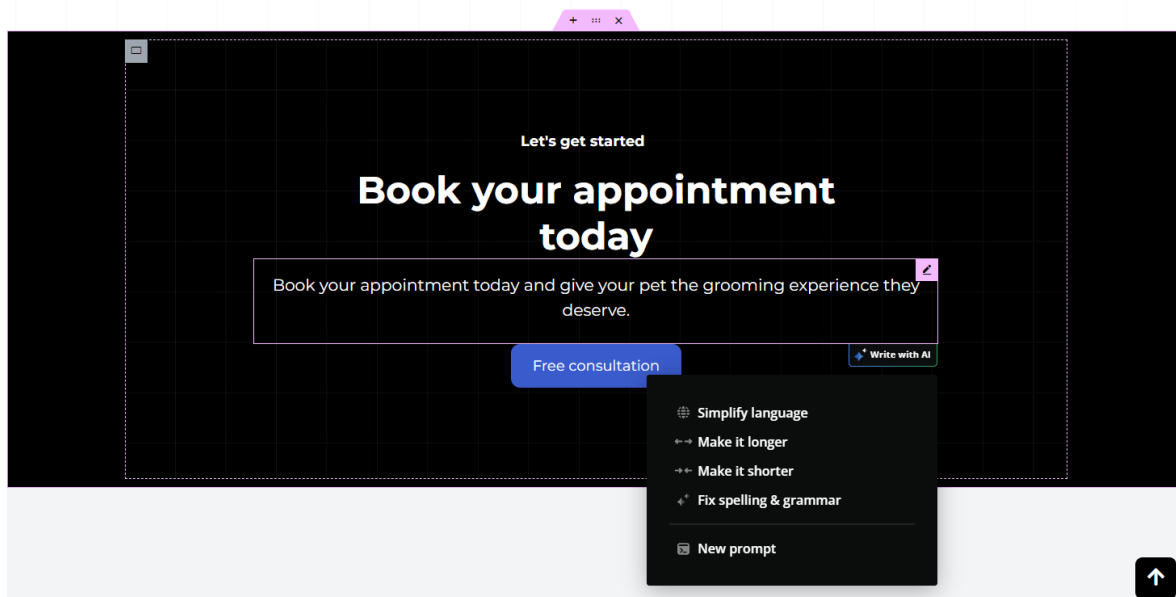 Let's get started
Book your appointment
today
Book your appointment today and give your pet the grooming experience they
deserve.
Free consultation
Write with AI
Simplify language
Make it longer
Make it shorter
Fix spelling & grammar
New prompt